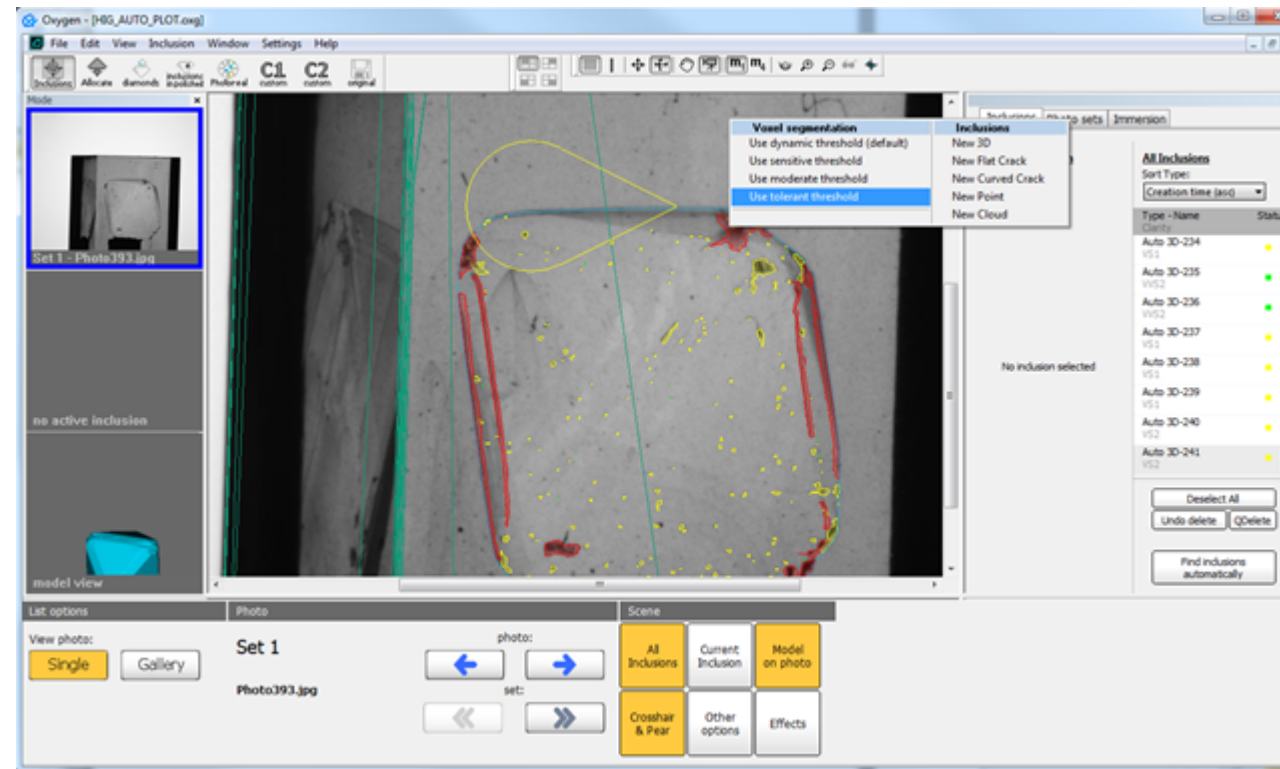 Oxygen - [HIG_AUTO_PLOT.oxg]
File Edit View Inclusion Window Settings Help
Inclusions Allocate diamonds inclusions in polished Photoreal C1 custom C2 custom original
m₁ m₄
Mode
Set 1 - Photo393.jpg
no active inclusion
model view
Voxel segmentation
Use dynamic threshold (default)
Use sensitive threshold
Use moderate threshold
Use tolerant threshold
Inclusions
New 3D
New Flat Crack
New Curved Crack
New Point
New Cloud
Inclusions Photo sets Immersion
No inclusion selected
All Inclusions
Sort Type:
Creation time (asc)
Type - Name
Clarity
Auto 3D-234
VS1
Auto 3D-235
VVS2
Auto 3D-236
VVS2
Auto 3D-237
VS1
Auto 3D-238
VS1
Auto 3D-239
VS1
Auto 3D-240
VS2
Auto 3D-241
VS2
Deselect All
Undo delete QDelete
Find inclusions
automatically
List options
View photo:
Single Gallery
Photo
Set 1
Photo393.jpg
photo:
set:
Scene
All
Inclusions
Current
Inclusion
Model
on photo
Crosshair
& Pear
Other
options
Effects